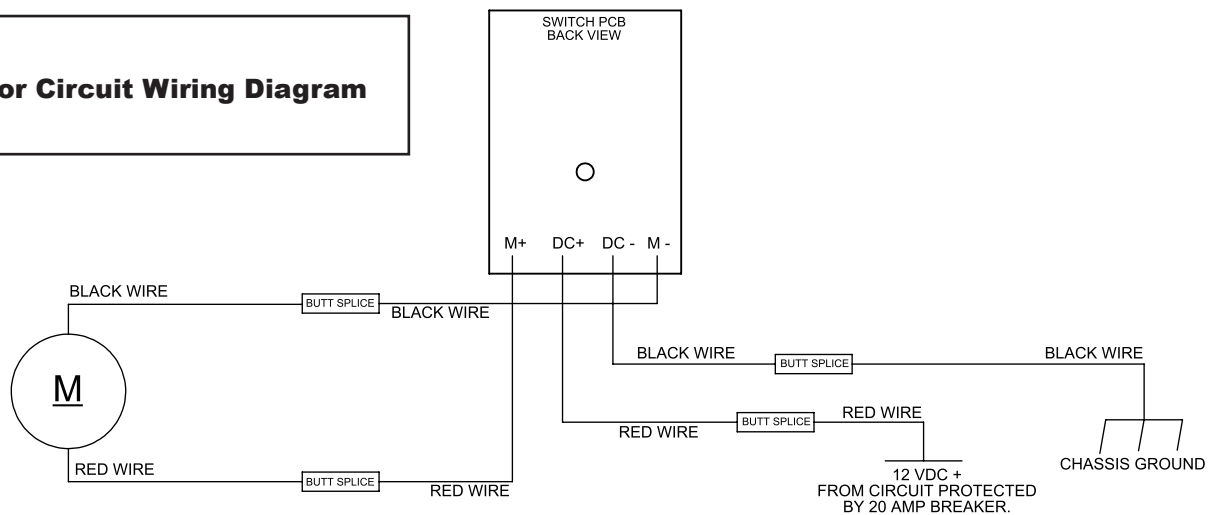 or Circuit Wiring Diagram
SWITCH PCB
BACK VIEW
M+ DC+ DC - M -
BLACK WIRE
BUTT SPLICE
BLACK WIRE
M
RED WIRE
BUTT SPLICE
RED WIRE
BLACK WIRE
BUTT SPLICE
BLACK WIRE
RED WIRE
BUTT SPLICE
RED WIRE
12 VDC +
FROM CIRCUIT PROTECTED
BY 20 AMP BREAKER.
CHASSIS GROUND